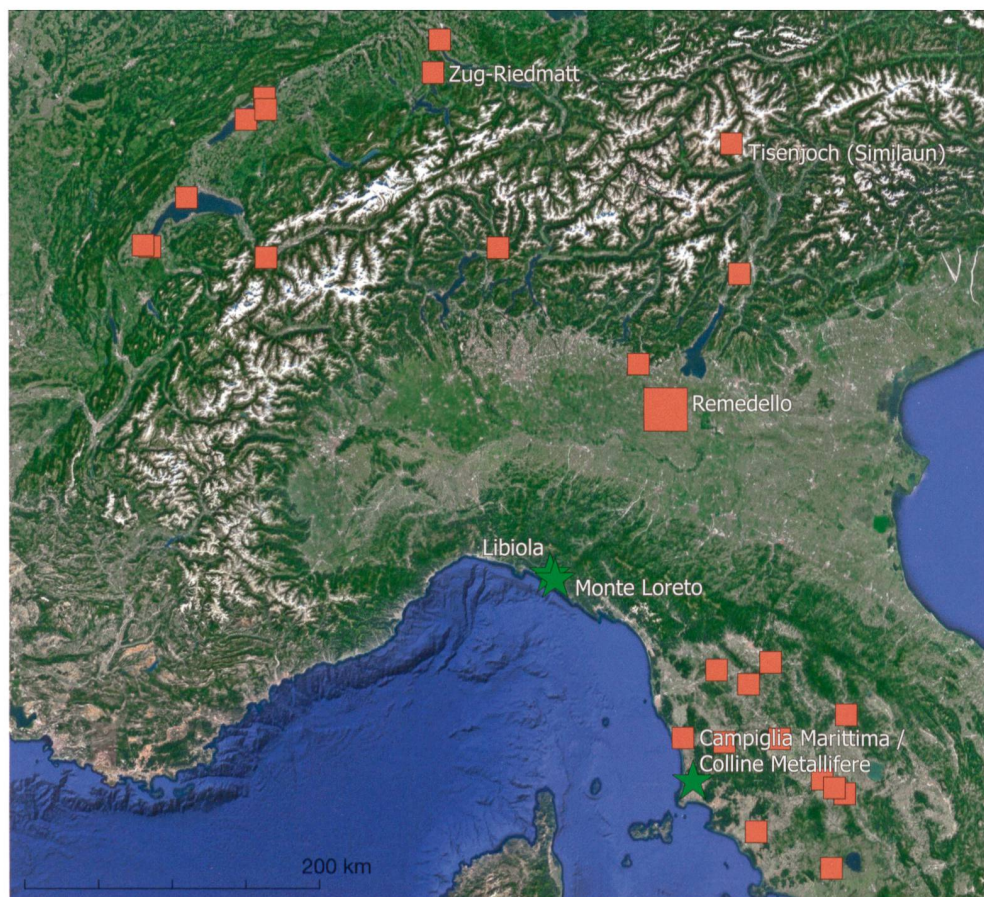 Zug-Riedmatt
Tisenjoch (Similaun)
Remedello
Libiola
Monte Loreto
Campiglia Marittima /
Colline Metallifere
200 km